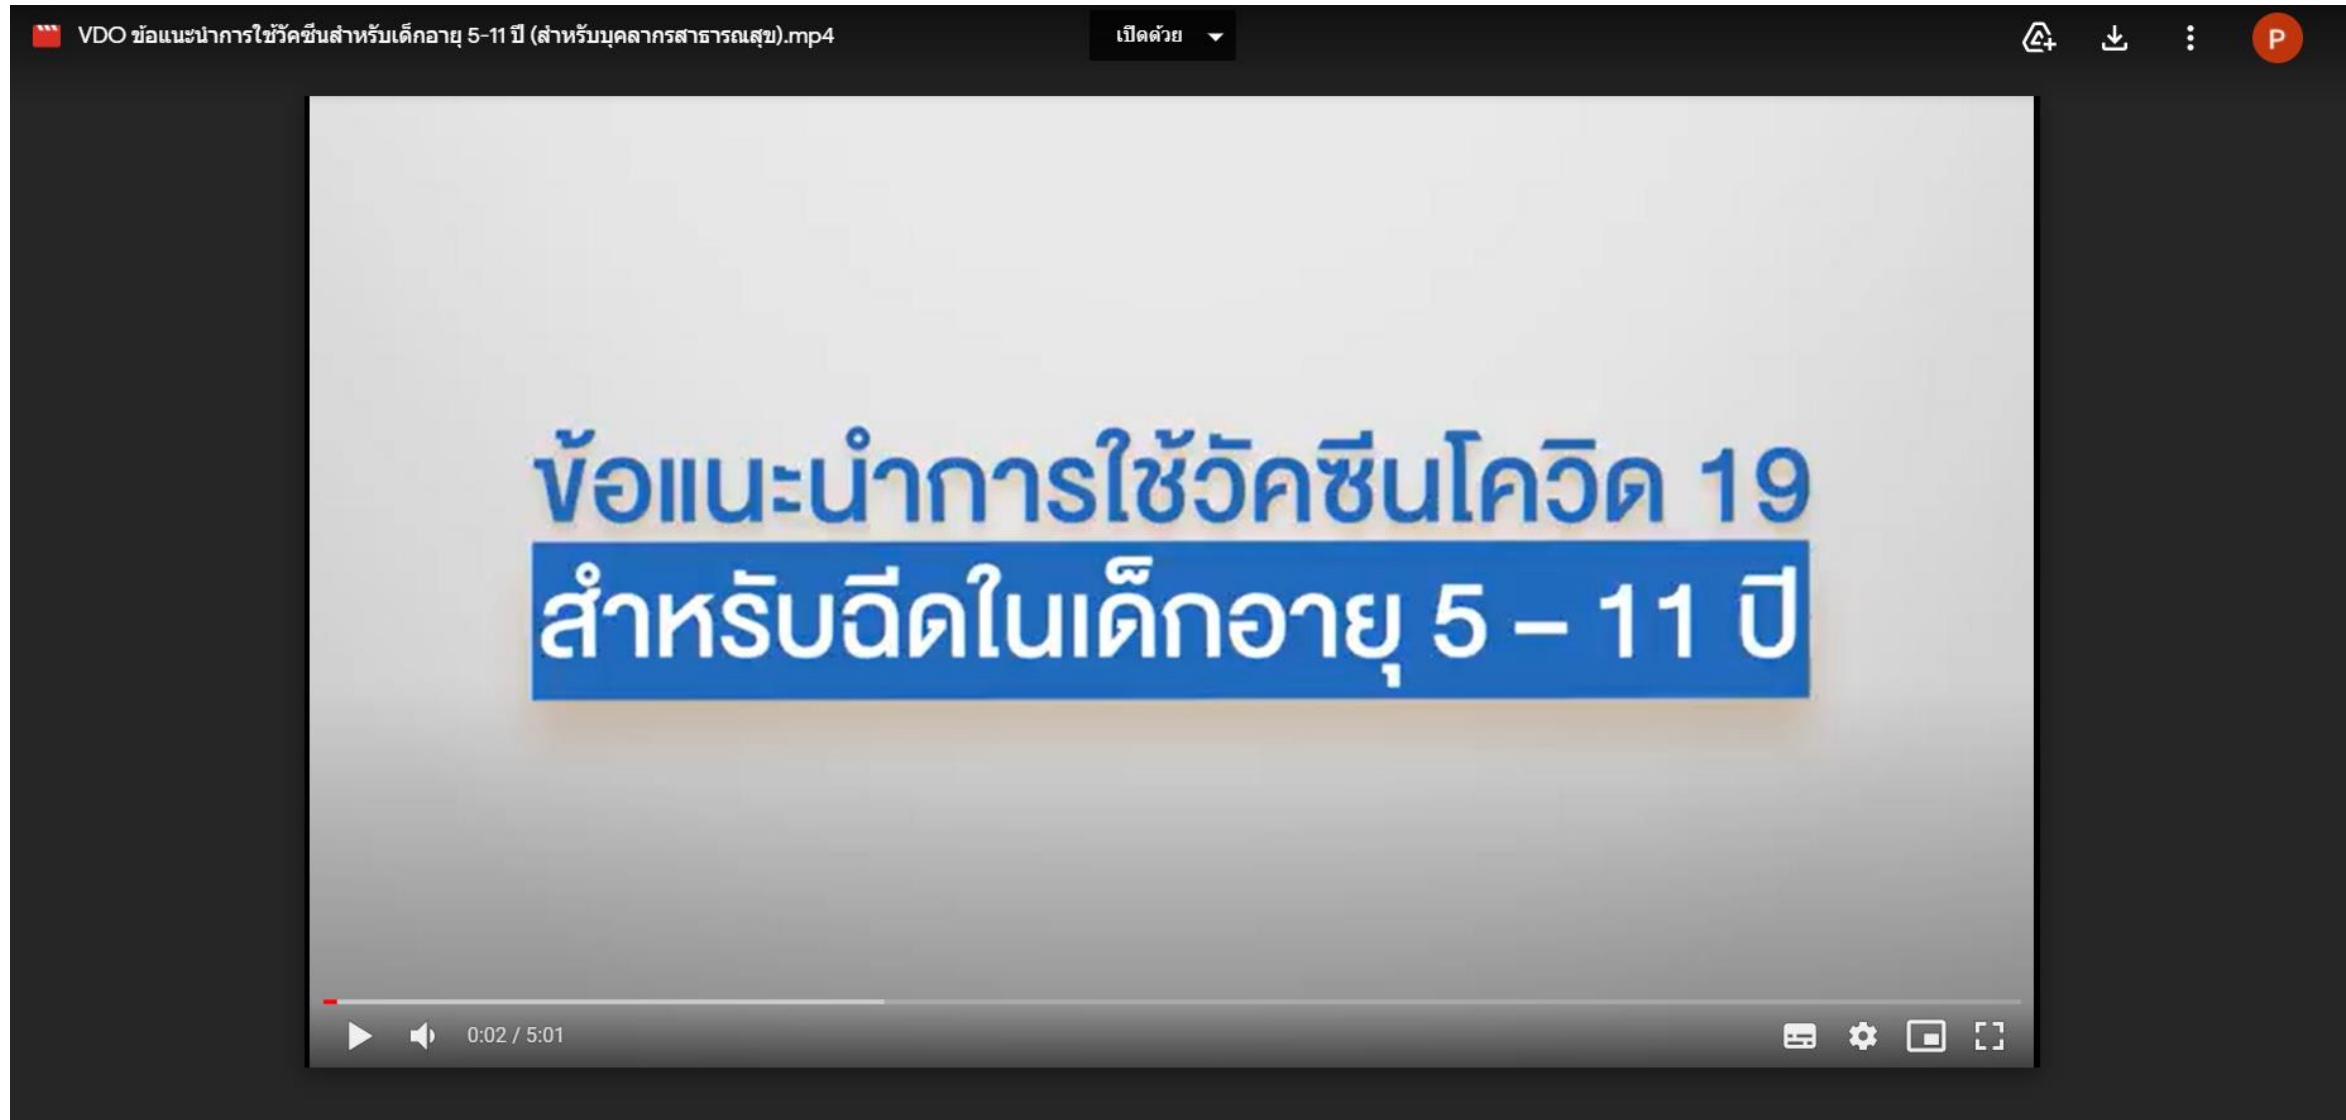 VDO ข้อแนะนำการใช้วัคซีนสำหรับเด็กอายุ 5-11 ปี (สำหรับบุคลากรสาธารณสุข).mp4
เปิดด้วย
P
ข้อแนะนำการใช้วัคซีนโควิด 19
สำหรับฉีดในเด็กอายุ 5 – 11 ปี
0:02 / 5:01